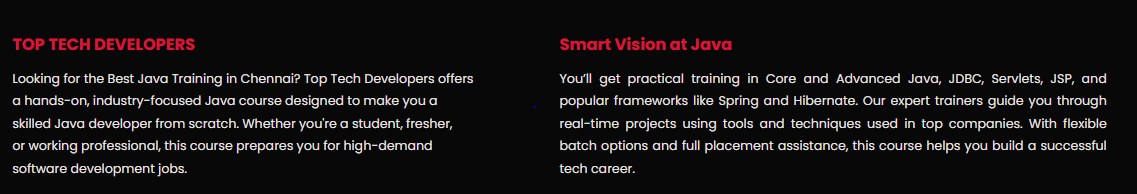 TOP TECH DEVELOPERS
Looking for the Best Java Training in Chennai? Top Tech Developers offers
a hands-on, industry-focused Java course designed to make you a
skilled Java developer from scratch. Whether you're a student, fresher,
or working professional, this course prepares you for high-demand
software development jobs.
Smart Vision at Java
You’ll get practical training in Core and Advanced Java, JDBC, Servlets, JSP, and
popular frameworks like Spring and Hibernate. Our expert trainers guide you through
real-time projects using tools and techniques used in top companies. With flexible
batch options and full placement assistance, this course helps you build a successful
tech career.